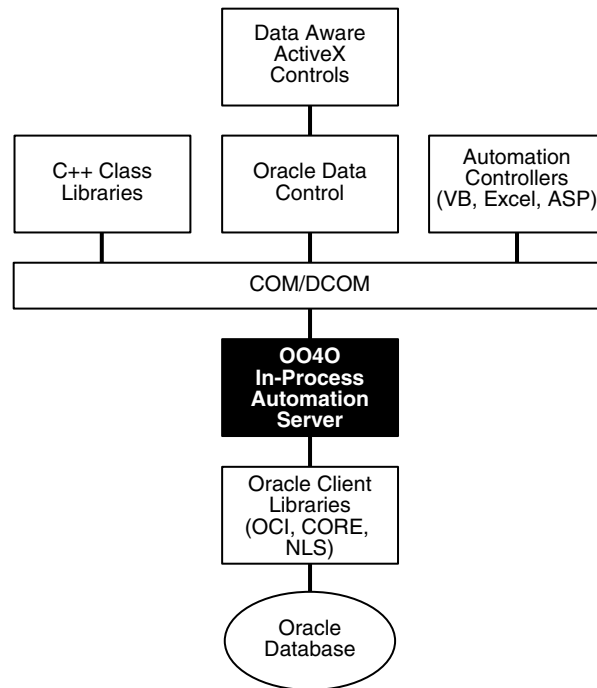 Data Aware
ActiveX
Controls
C++ Class
Libraries
Oracle Data
Control
Automation
Controllers
(VB, Excel, ASP)
COM/DCOM
OO4O
In-Process
Automation
Server
Oracle Client
Libraries
(OCI, CORE,
NLS)
Oracle
Database